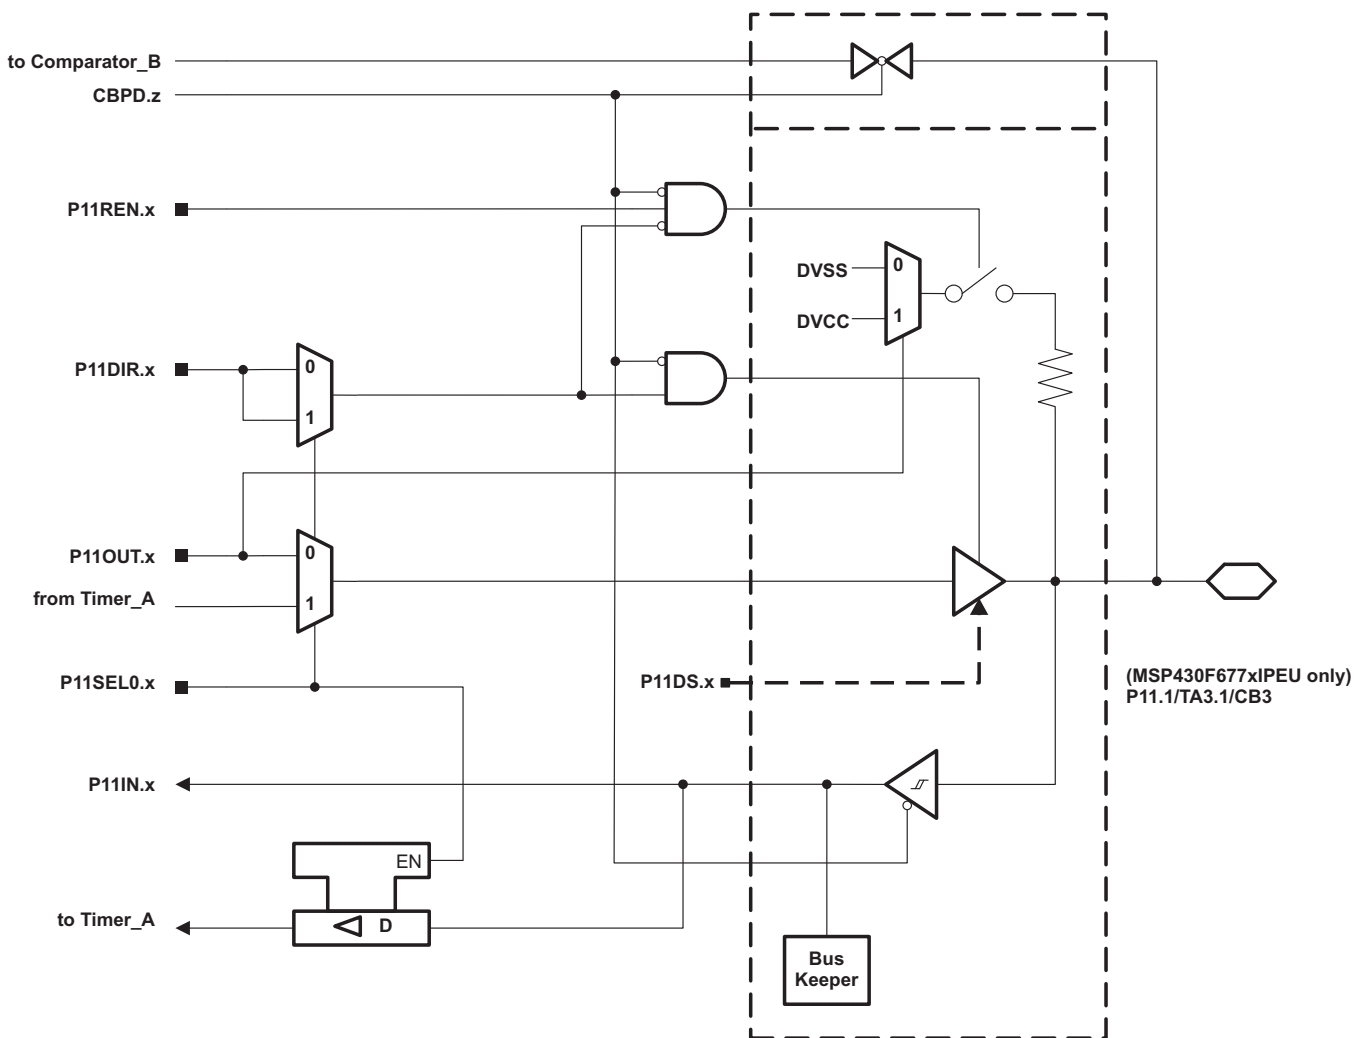 to Comparator_B
CBPD.z
P11REN.x
DVSS
0
DVCC
1
P11DIR.x
0
1
P11OUT.x
0
from Timer_A
1
P11SEL0.x
P11DS.x
(MSP430F677xIPEU only)
P11.1/TA3.1/CB3
P11IN.x
EN
to Timer_A
D
Bus
Keeper